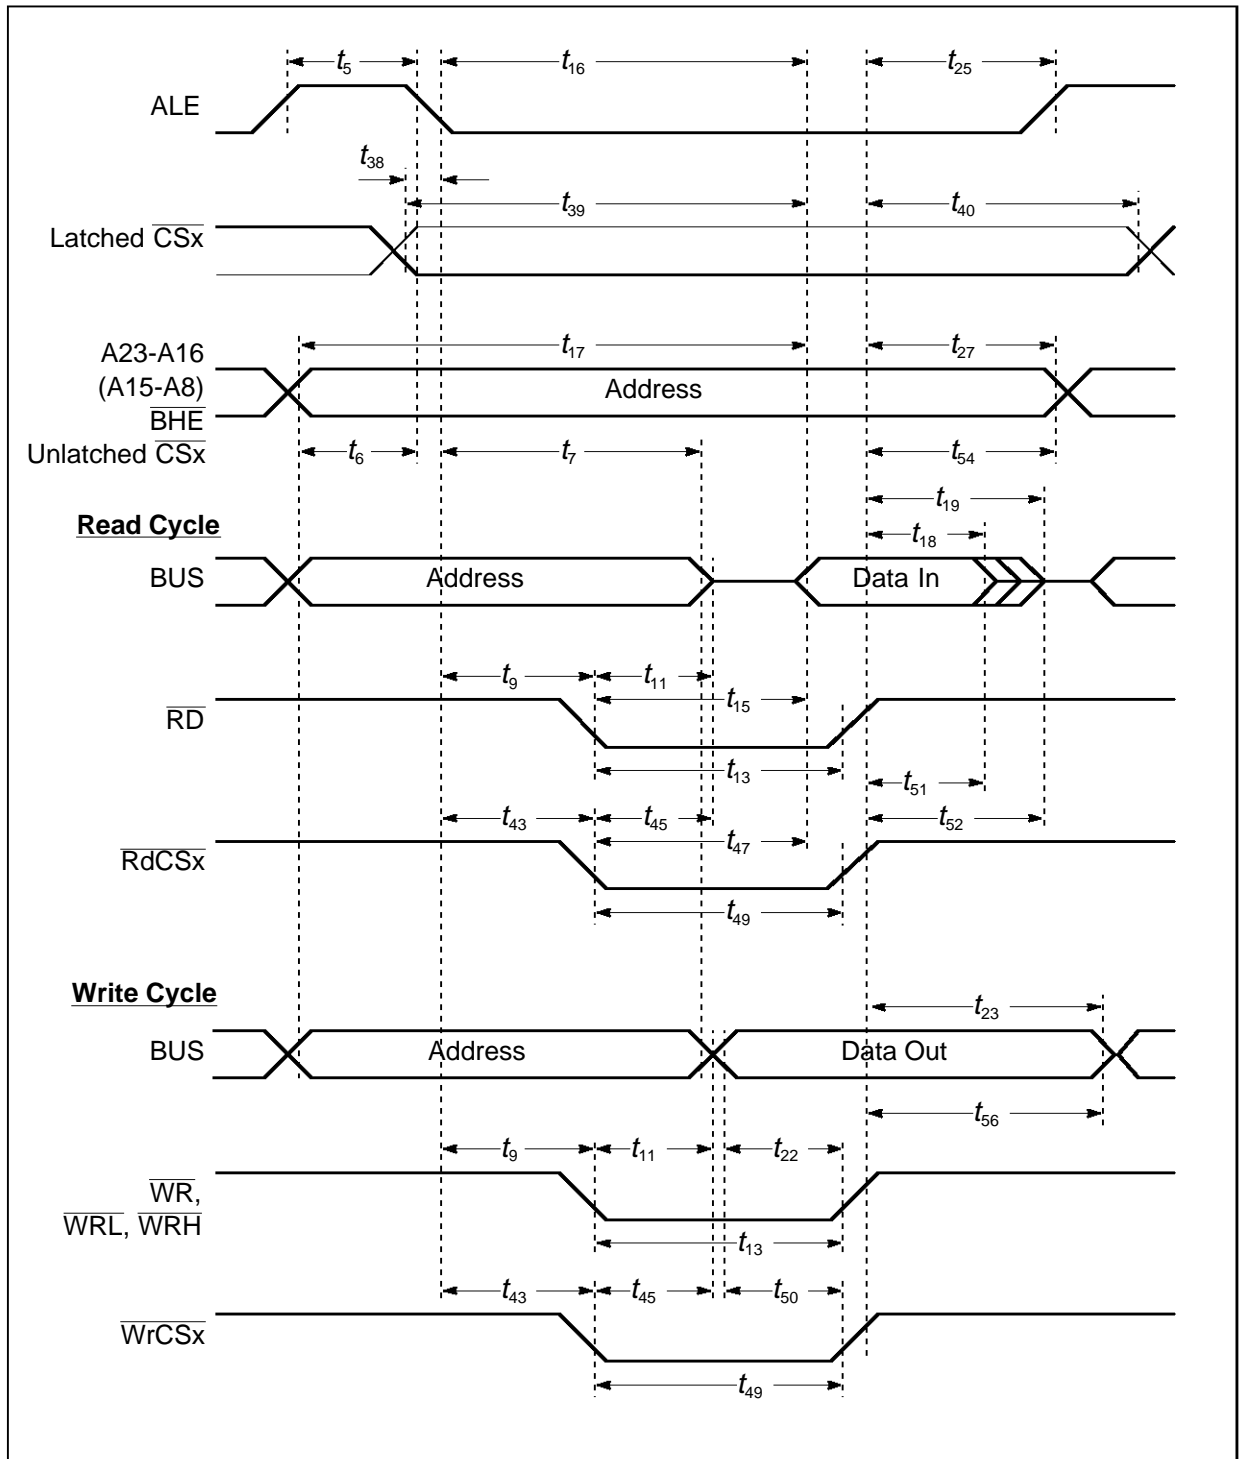 t5 t16 t25
ALE
t38
t39 t40
Latched CSx
t17 t27
A23-A16
(A15-A8)
BHE
Address
Unlatched CSx
t6 t7 t54
t19
Read Cycle
t18
BUS
Address Data In
t9 t11
t15
RD
t13
t51
t43 t45 t52
t47
RdCSx
t49
Write Cycle
t23
BUS
Address Data Out
t56
t9 t11 t22
WR,
WRL, WRH
t13
t43 t45 t50
WrCSx
t49